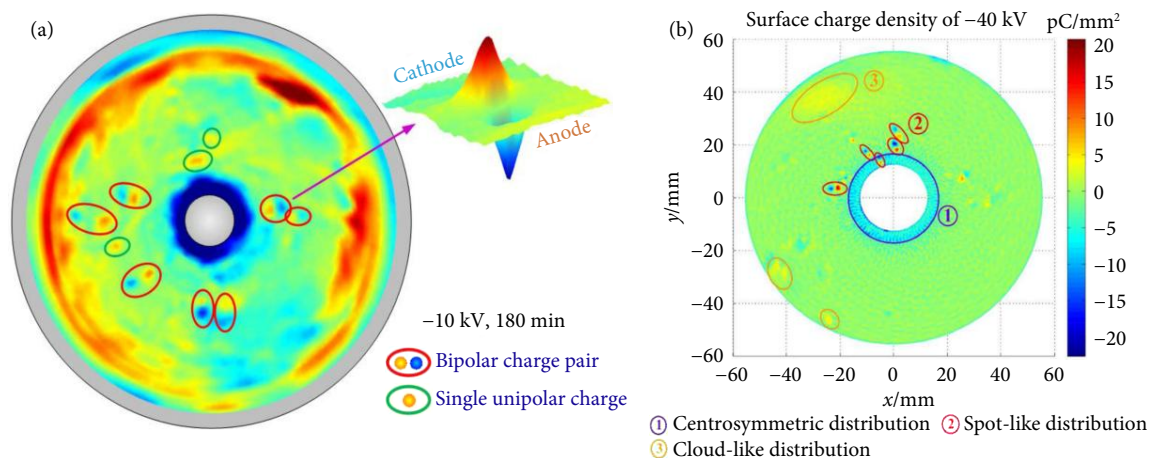 (a)
Cathode
Anode
−10 kV, 180 min
Bipolar charge pair
Single unipolar charge
(b)
Surface charge density of −40 kV
pC/mm²
60
40
20
0
−20
−40
−60
y/mm
−60
−40
−20
0
20
40
60
x/mm
20
15
10
5
0
−5
−10
−15
−20
3
2
1
① Centrosymmetric distribution
② Spot-like distribution
③ Cloud-like distribution